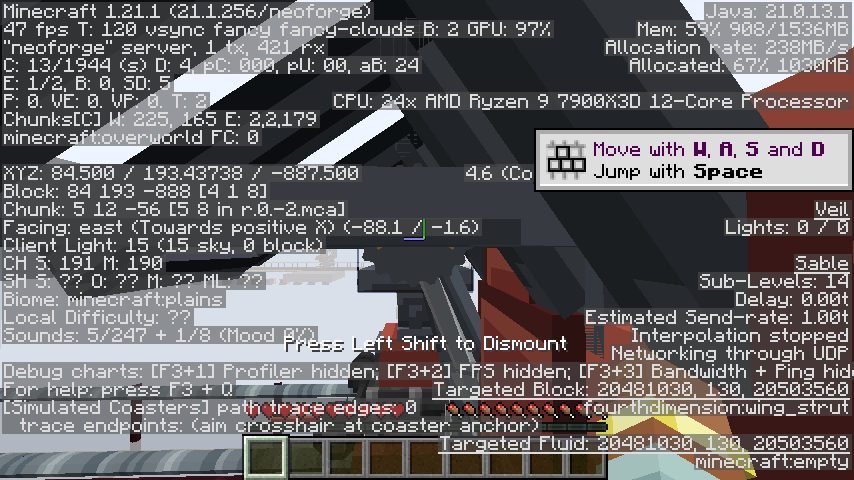 Minecraft 1.21.1 (21.1.256/neoforge)
47 fps T: 120 vsync fancy fancy-clouds B: 2 GPU: 97%
"neoforge" server, 1 tx, 421 rx
C: 13/1944 (s) D: 4, pC: 000, pU: 00, aB: 24
E: 1/2, B: 0, SD: 5
P: 0. VE: 0. VP: 0. T: 2
Chunks[C] W: 225, 165 E: 2,2,179
minecraft:overworld FC: 0
XYZ: 84.500 / 193.43738 / -887.500
Block: 84 193 -888 [4 1 8]
Chunk: 5 12 -56 [5 8 in r.0.-2.mca]
Facing: east (Towards positive X) (-88.1 / -1.6)
Client Light: 15 (15 sky, 0 block)
CH S: 191 M: 190
SH S: ?? O: ?? M: ?? ML: ??
Biome: minecraft:plains
Local Difficulty: ??
Sounds: 5/247 + 1/8 (Mood 0%)
Debug charts: [F3+1] Profiler hidden; [F3+2] FPS hidden; [F3+3] Bandwidth + Ping hidd
For help: press F3 + Q
[Simulated Coasters] path trace edges: 0
trace endpoints: (aim crosshair at coaster anchor)
Java: 21.0.13.1
Mem: 59% 908/1536MB
Allocation rate: 238MB/s
Allocated: 67% 1030MB
CPU: 24x AMD Ryzen 9 7900X3D 12-Core Processor
4.6 (Co
Move with W, A, S and D
Jump with Space
Veil
Lights: 0 / 0
Sable
Sub-Levels: 14
Delay: 0.00t
Estimated Send-rate: 1.00t
Interpolation stopped
Networking through UDP
Press Left Shift to Dismount
Targeted Block: 20481030, 130, 20503560
fourthdimension:wing_strut
Targeted Fluid: 20481030, 130, 20503560
minecraft:empty